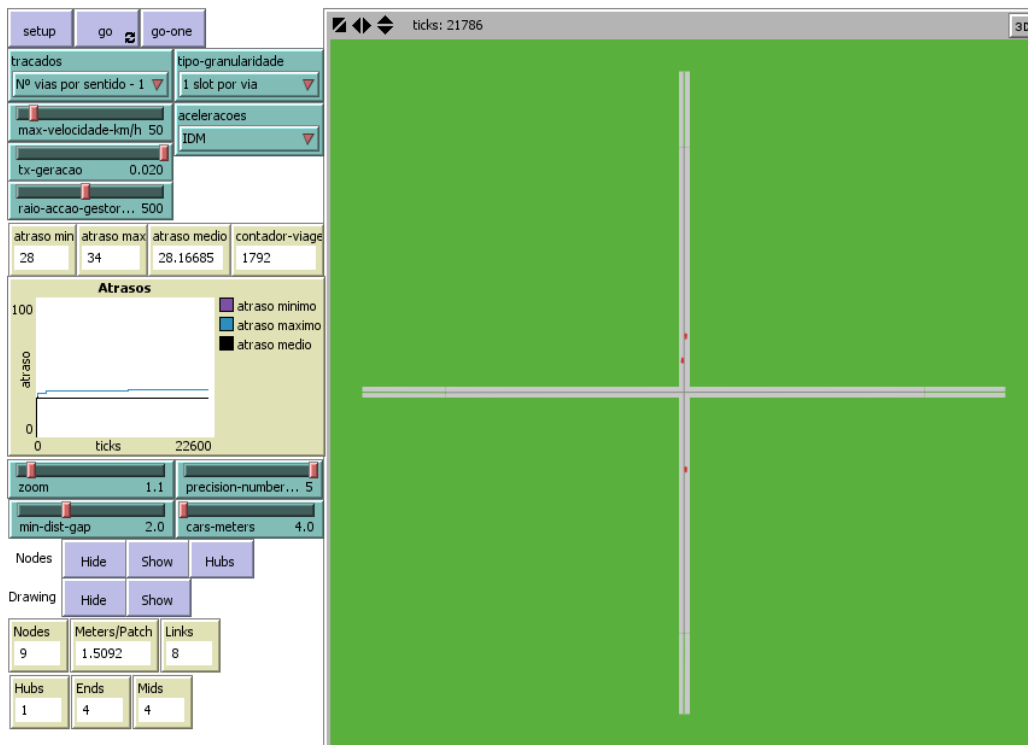 setup go go-one
ticks: 21786
3D
tracados
Nº vias por sentido - 1
tipo-granularidade
1 slot por via
max-velocidade-km/h 50
aceleracoes
IDM
tx-geracao 0.020
raio-accao-gestor... 500
atraso min atraso max atraso medio contador-viage
28 34 28.16685 1792
Atrasos
100
atraso
0
0 ticks 22600
atraso minimo
atraso maximo
atraso medio
zoom 1.1
precision-number... 5
min-dist-gap 2.0
cars-meters 4.0
Nodes Hide Show Hubs
Drawing Hide Show
Nodes Meters/Patch Links
9 1.5092 8
Hubs Ends Mids
1 4 4